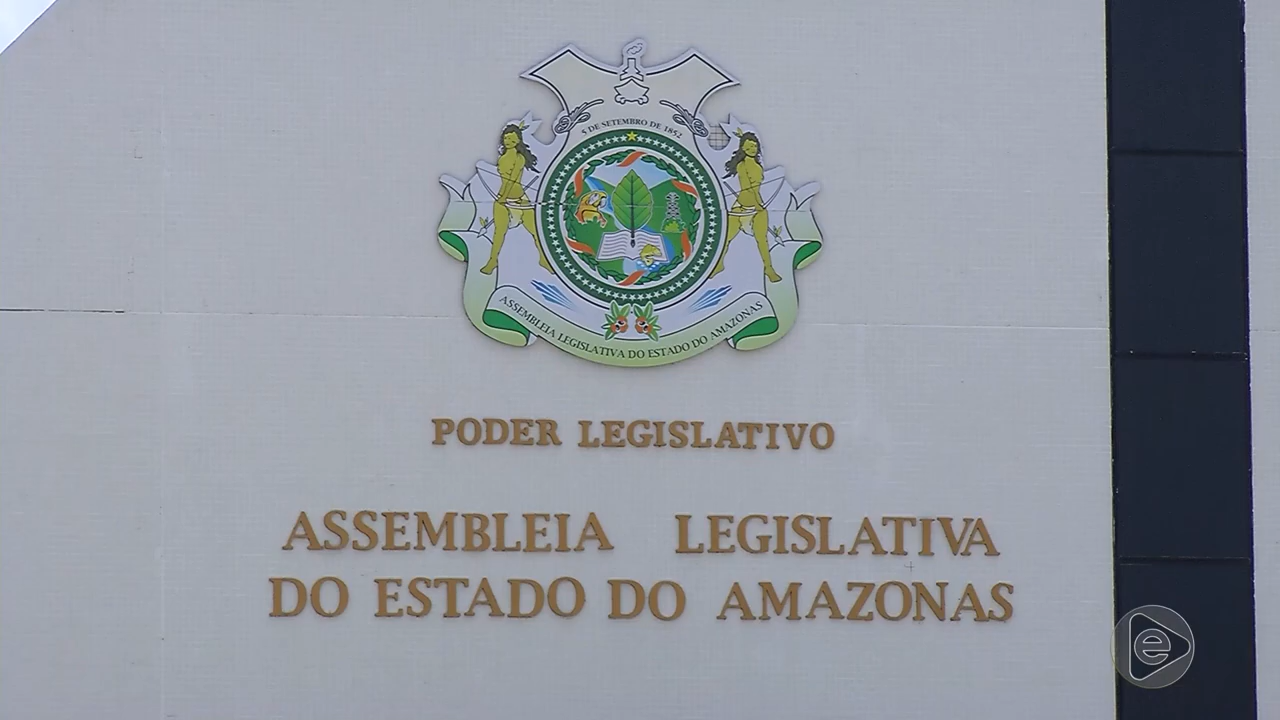 5 DE SETEMBRO DE 1852
ASSEMBLEIA LEGISLATIVA DO ESTADO DO AMAZONAS
PODER LEGISLATIVO
ASSEMBLEIA LEGISLATIVA
DO ESTADO DO AMAZONAS
e